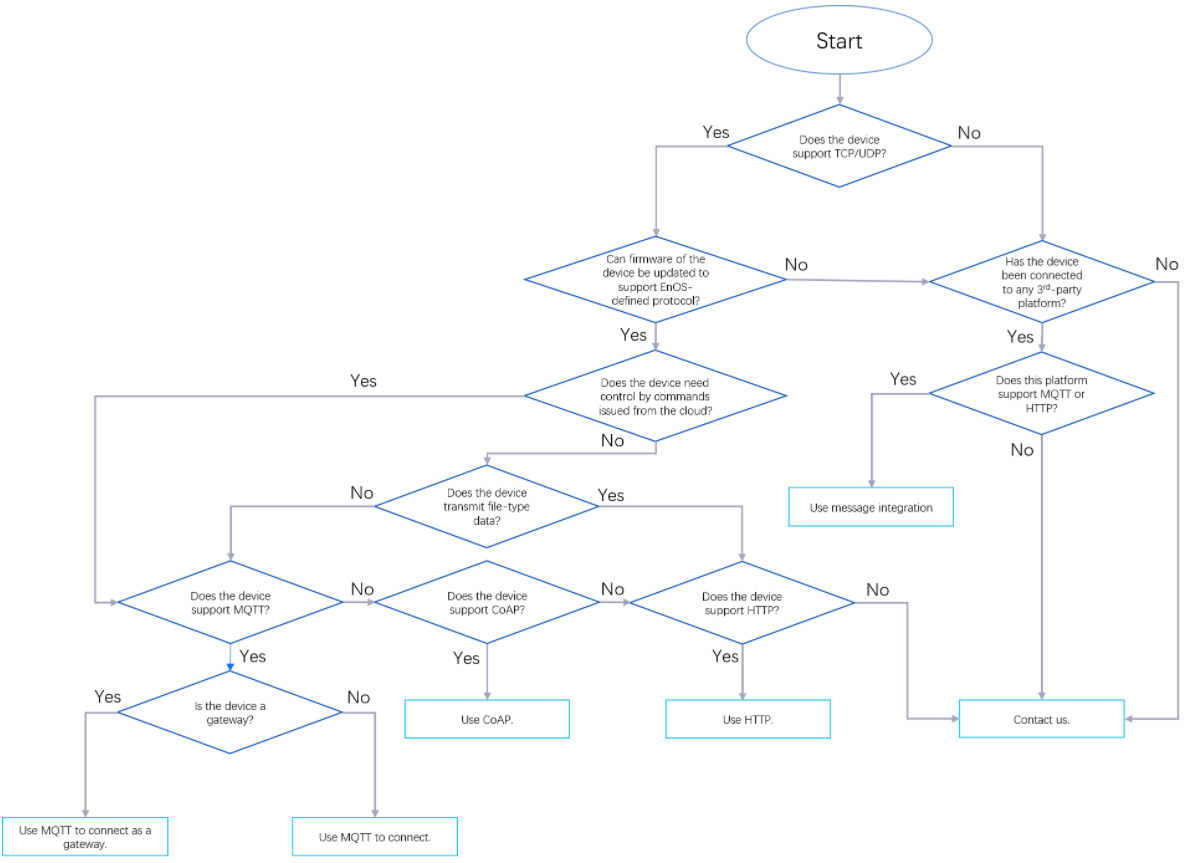 Start
Yes
No
Does the device
support TCP/UDP?
Can firmware of the
device be updated to
support EnOS-
defined protocol?
No
Has the device
been connected
to any 3rd-party
platform?
No
Yes
Yes
Does the device need
control by commands
issued from the cloud?
Yes
Does this platform
support MQTT or
HTTP?
Yes
No
No
Does the device
transmit file-type
data?
No
Yes
Use message integration
Does the device
support MQTT?
No
Does the device
support CoAP?
No
Does the device
support HTTP?
No
Yes
Yes
Yes
Is the device a
gateway?
Yes
No
Use CoAP.
Use HTTP.
Contact us.
Use MQTT to connect as a
gateway.
Use MQTT to connect.